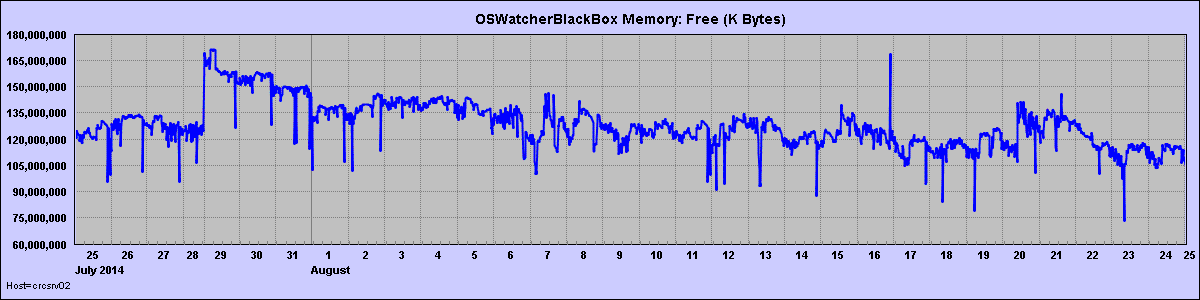 OSWatcherBlackBox Memory: Free (K Bytes)
180,000,000
165,000,000
150,000,000
135,000,000
120,000,000
105,000,000
90,000,000
75,000,000
60,000,000
25 26 27 28 29 30 31 1 2 3 4 5 6 7 8 9 10 11 12 13 14 15 16 17 18 19 20 21 22 23 24 25
July 2014 August
Host=crcsrv02